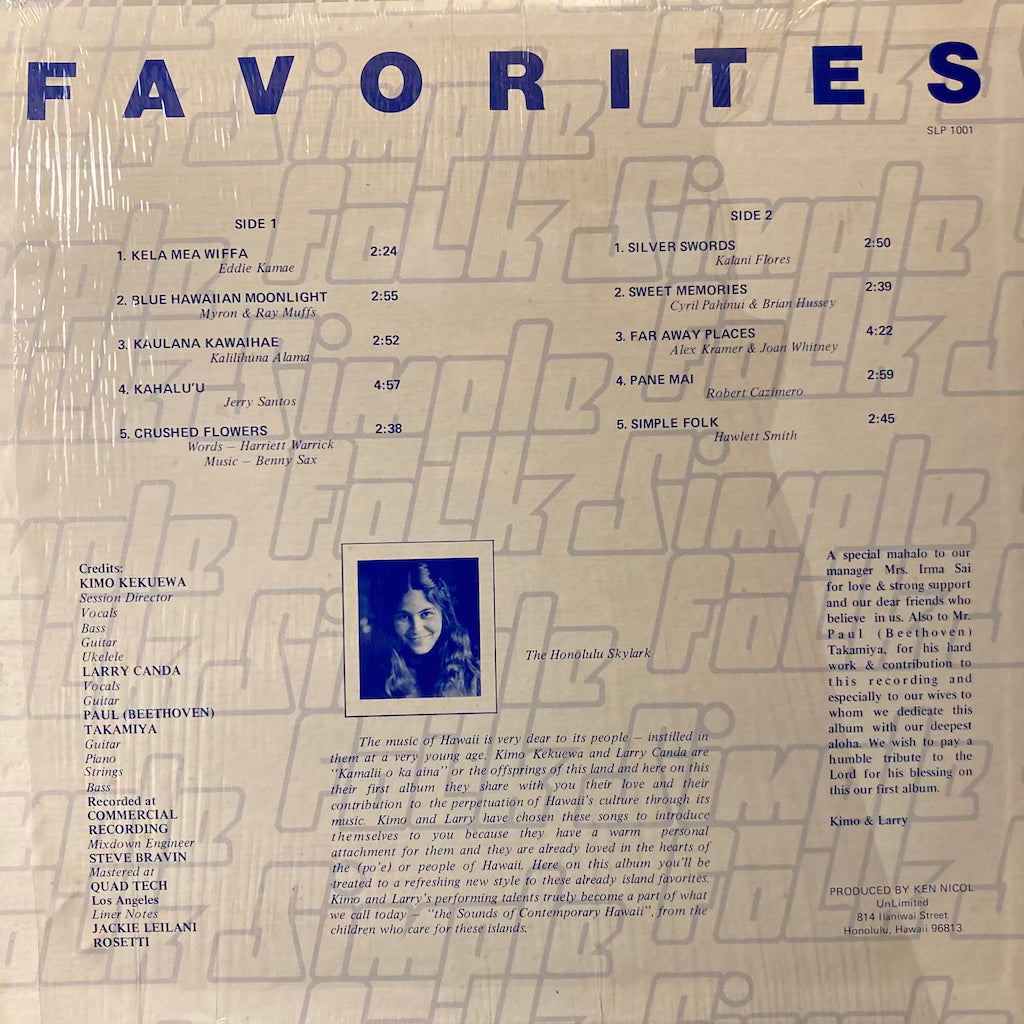 FAVORITES
SLP 1001
SIDE 1
1. KELA MEA WIFFA 2:24
Eddie Kamae
2. BLUE HAWAIIAN MOONLIGHT 2:55
Myron & Ray Muffs
3. KAULANA KAWAIHAE 2:52
Kalilihuna Alama
4. KAHALU'U 4:57
Jerry Santos
5. CRUSHED FLOWERS 2:38
Words – Harriett Warrick
Music – Benny Sax
SIDE 2
1. SILVER SWORDS 2:50
Kalani Flores
2. SWEET MEMORIES 2:39
Cyril Pahinui & Brian Hussey
3. FAR AWAY PLACES 4:22
Alex Kramer & Joan Whitney
4. PANE MAI 2:59
Robert Cazimero
5. SIMPLE FOLK 2:45
Hawlett Smith
Credits:
KIMO KEKUEWA
Session Director
Vocals
Bass
Guitar
Ukelele
LARRY CANDA
Vocals
Guitar
PAUL (BEETHOVEN)
TAKAMIYA
Guitar
Piano
Strings
Bass
Recorded at
COMMERCIAL
RECORDING
Mixdown Engineer
STEVE BRAVIN
Mastered at
QUAD TECH
Los Angeles
Liner Notes
JACKIE LEILANI
ROSETTI
The Honolulu Skylark
The music of Hawaii is very dear to its people – instilled in
them at a very young age. Kimo Kekuewa and Larry Canda are
"Kamalii o ka aina" or the offsprings of this land and here on this
their first album they share with you their love and their
contribution to the perpetuation of Hawaii's culture through its
music. Kimo and Larry have chosen these songs to introduce
themselves to you because they have a warm personal
attachment for them and they are already loved in the hearts of
the (po'e) or people of Hawaii. Here on this album you'll be
treated to a refreshing new style to these already island favorites.
Kimo and Larry's performing talents truely become a part of what
we call today – "the Sounds of Contemporary Hawaii", from the
children who care for these islands.
A special mahalo to our
manager Mrs. Irma Sai
for love & strong support
and our dear friends who
believe in us. Also to Mr.
Paul (Beethoven)
Takamiya, for his hard
work & contribution to
this recording and
especially to our wives to
whom we dedicate this
album with our deepest
aloha. We wish to pay a
humble tribute to the
Lord for his blessing on
this our first album.
Kimo & Larry
PRODUCED BY KEN NICOL
UnLimited
814 Ilaniwai Street
Honolulu, Hawaii 96813
Simple Folk